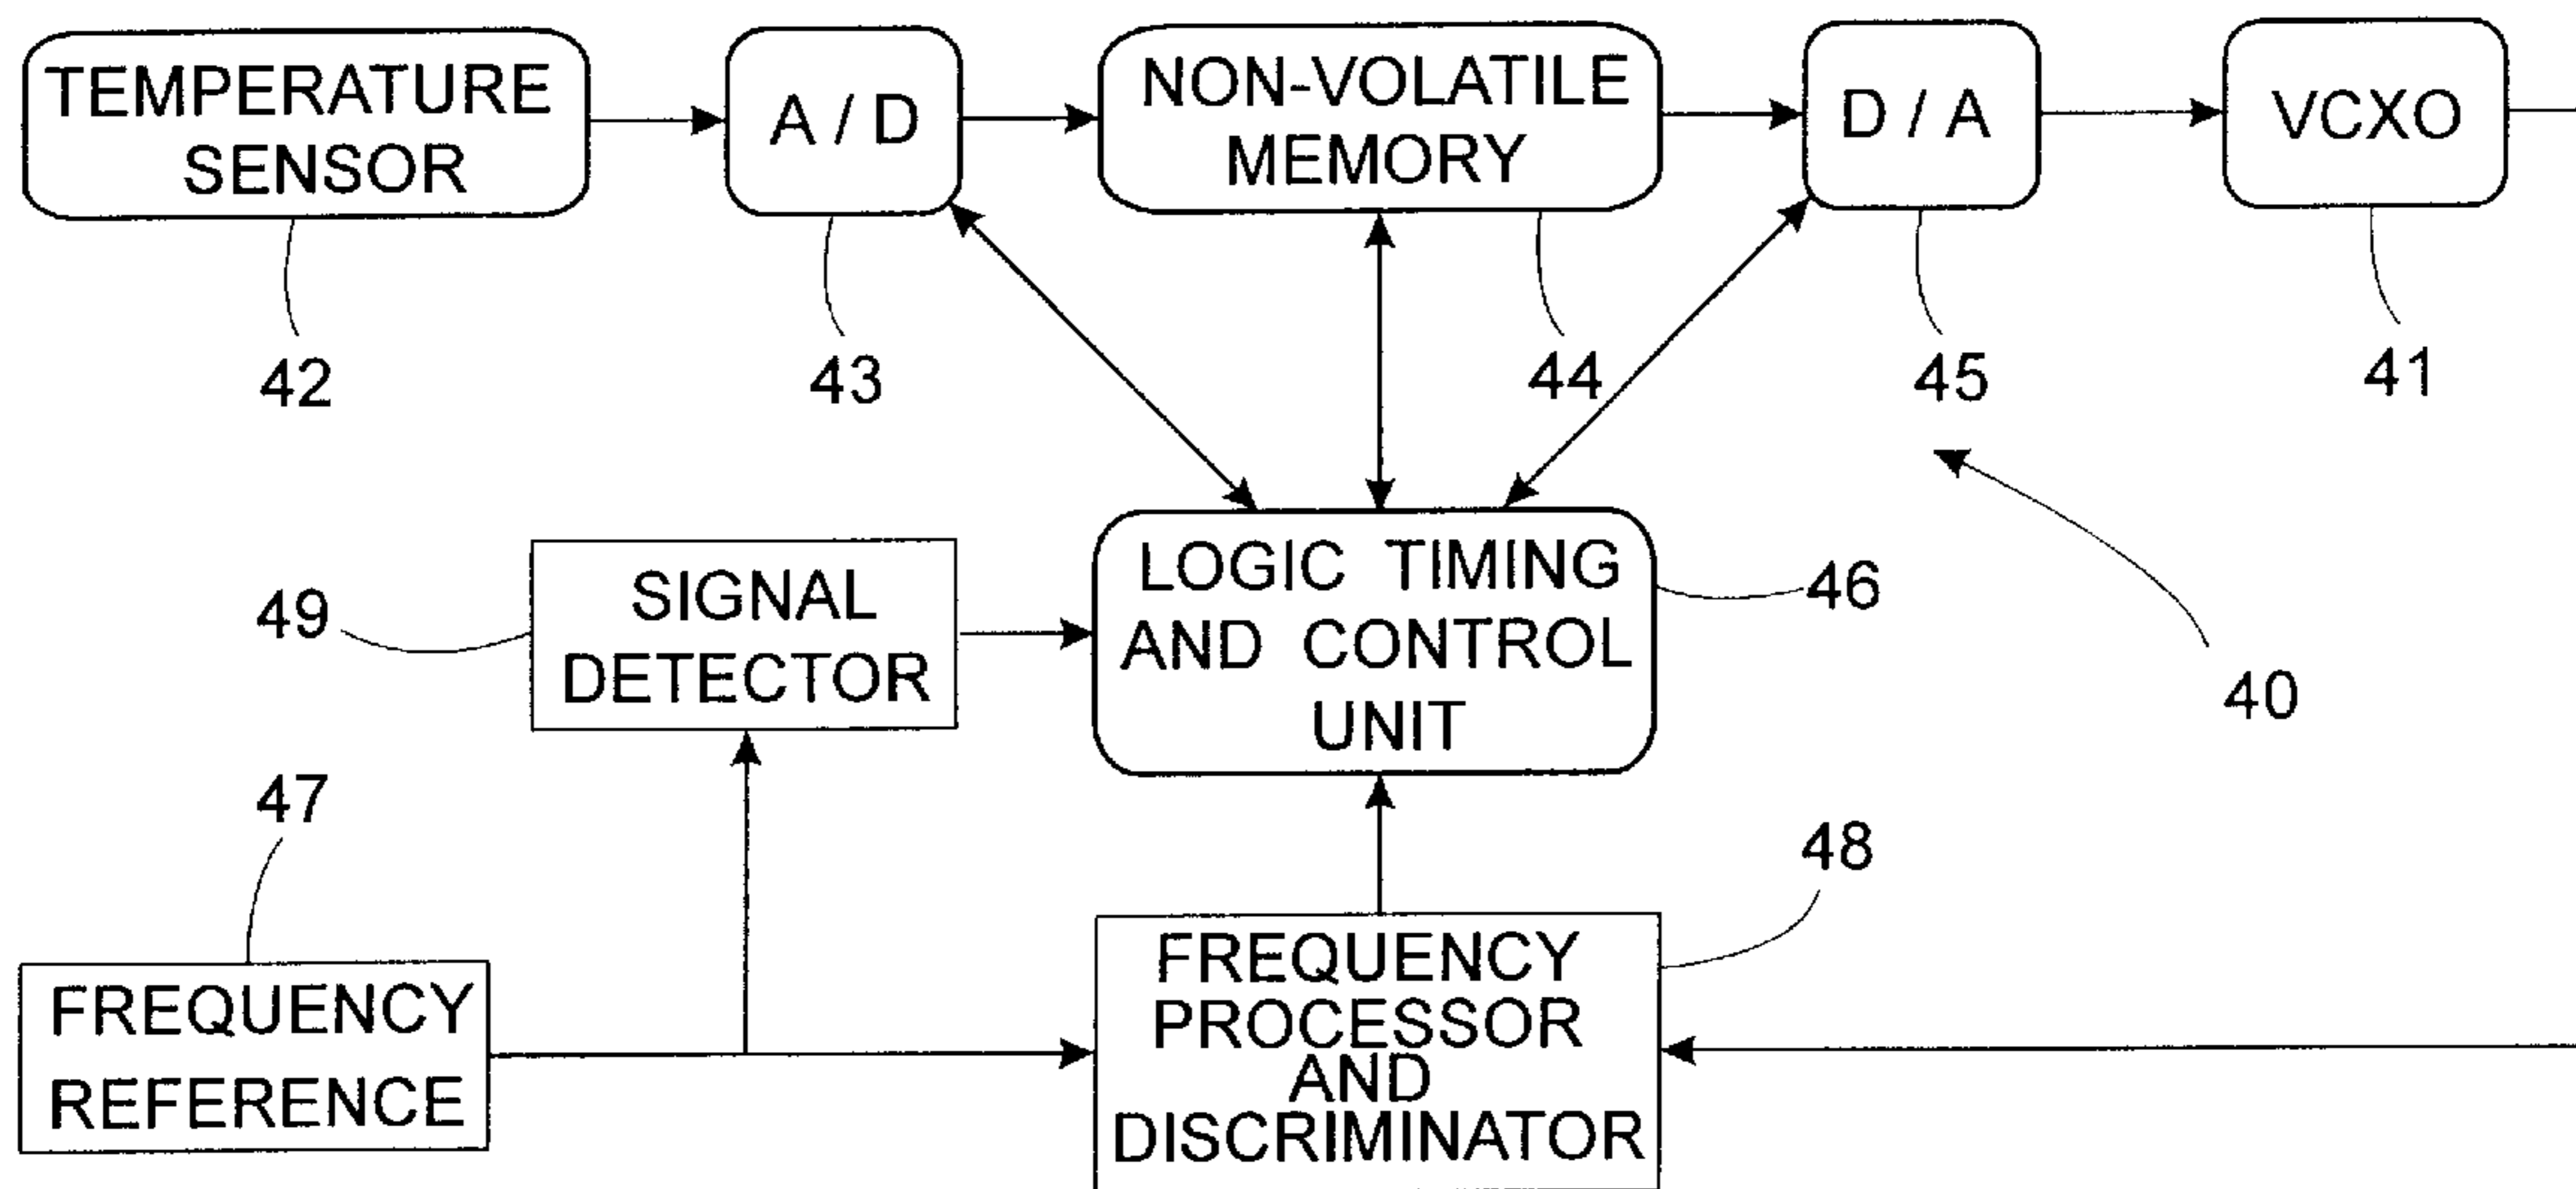 TEMPERATURE
SENSOR
A / D
NON-VOLATILE
MEMORY
D / A
VCXO
42
43
44
45
41
40
SIGNAL
DETECTOR
49
LOGIC TIMING
AND CONTROL
UNIT
46
47
FREQUENCY
REFERENCE
48
FREQUENCY
PROCESSOR
AND
DISCRIMINATOR